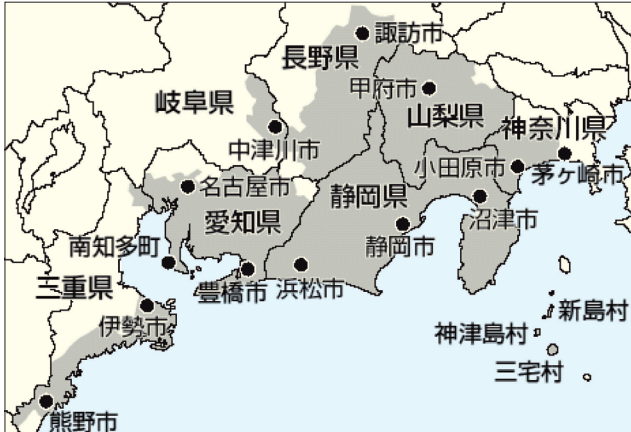 諏訪市
長野県
甲府市
岐阜県
山梨県
神奈川県
中津川市
小田原市
茅ヶ崎市
名古屋市
静岡県
愛知県
沼津市
静岡市
南知多町
三重県
豊橋市
浜松市
伊勢市
新島村
神津島村
三宅村
熊野市